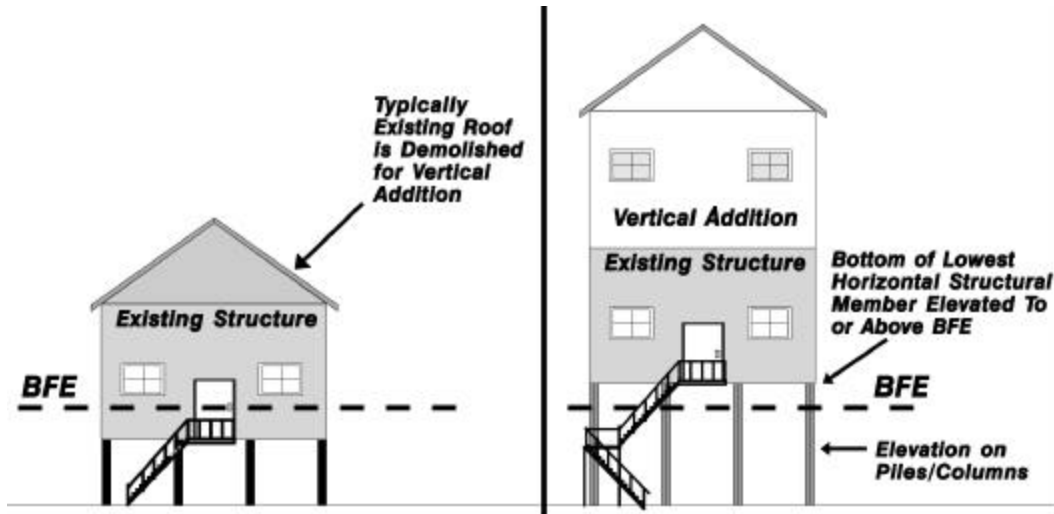 Typically
Existing Roof
is Demolished
for Vertical
Addition
Existing Structure
BFE
Vertical Addition
Existing Structure
Bottom of Lowest
Horizontal Structural
Member Elevated To
or Above BFE
BFE
Elevation on
Piles/Columns